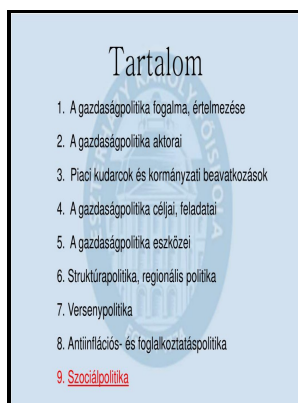 Tartalom
1. A gazdaságpolitika fogalma, értelmezése
2. A gazdaságpolitika aktorai
3. Piaci kudarcok és kormányzati beavatkozások
4. A gazdaságpolitika céljai, feladatai
5. A gazdaságpolitika eszközei
6. Struktúrapolitika, regionális politika
7. Versenypolitika
8. Antiinflációs- és foglalkoztatáspolitika
9. Szociálpolitika